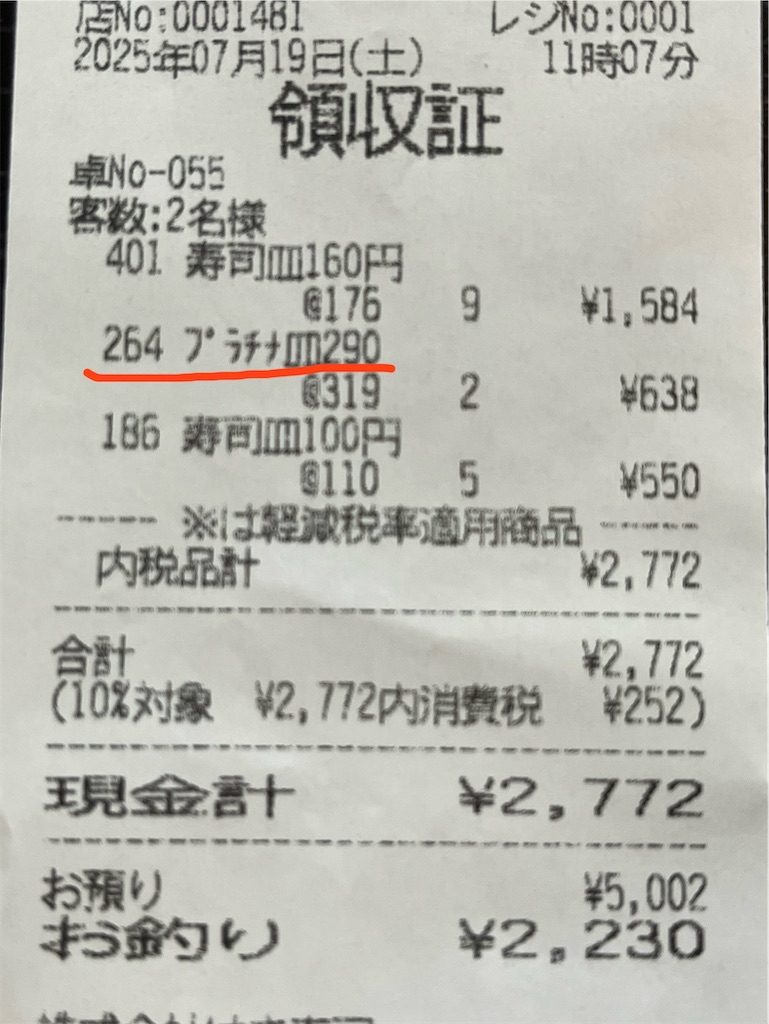 店No:0001481 レジNo:0001
2025年07月19日(土) 11時07分
領収証
卓No-055
客数:2名様
401 寿司皿160円
@176 9 ¥1,584
264 プラチナ皿290
@319 2 ¥638
186 寿司皿100円
@110 5 ¥550
------ ※は軽減税率適用商品 ------
内税品計 ¥2,772
合計 ¥2,772
(10%対象 ¥2,772内消費税 ¥252)
現金計 ¥2,772
お預り ¥5,002
お釣り ¥2,230